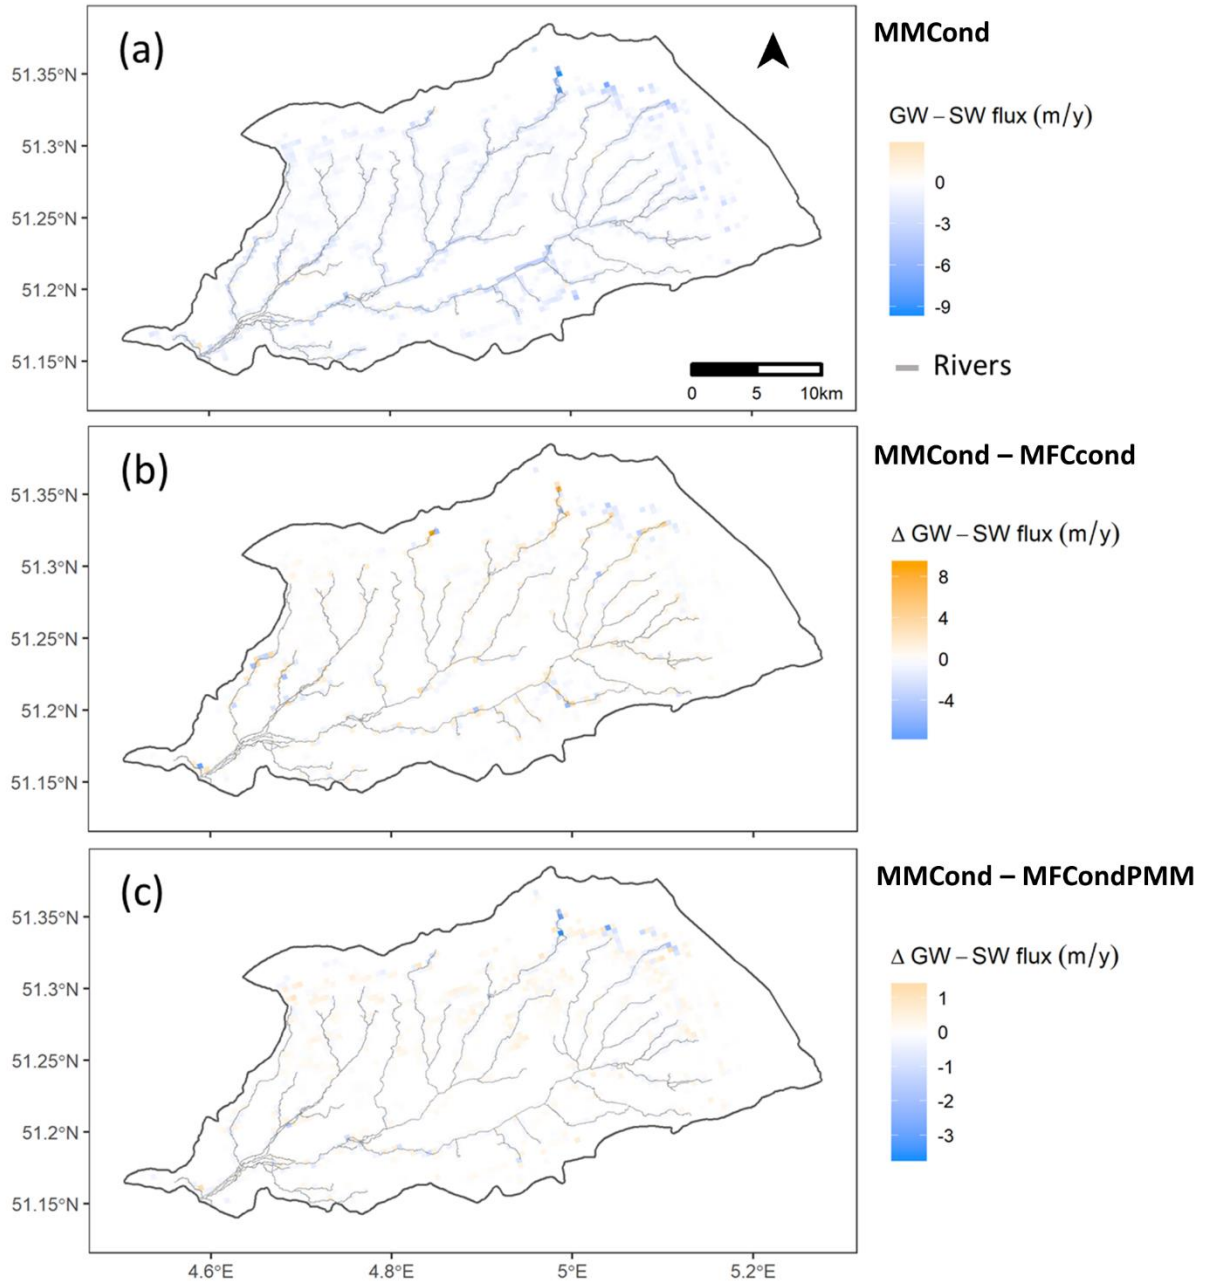 (a)
MMCond
GW – SW flux (m/y)
0
-3
-6
-9
Rivers
51.35°N
51.3°N
51.25°N
51.2°N
51.15°N
0 5 10km
(b)
MMCond – MFCcond
Δ GW – SW flux (m/y)
8
4
0
-4
51.35°N
51.3°N
51.25°N
51.2°N
51.15°N
(c)
MMCond – MFCondPMM
Δ GW – SW flux (m/y)
1
0
-1
-2
-3
51.35°N
51.3°N
51.25°N
51.2°N
51.15°N
4.6°E 4.8°E 5°E 5.2°E